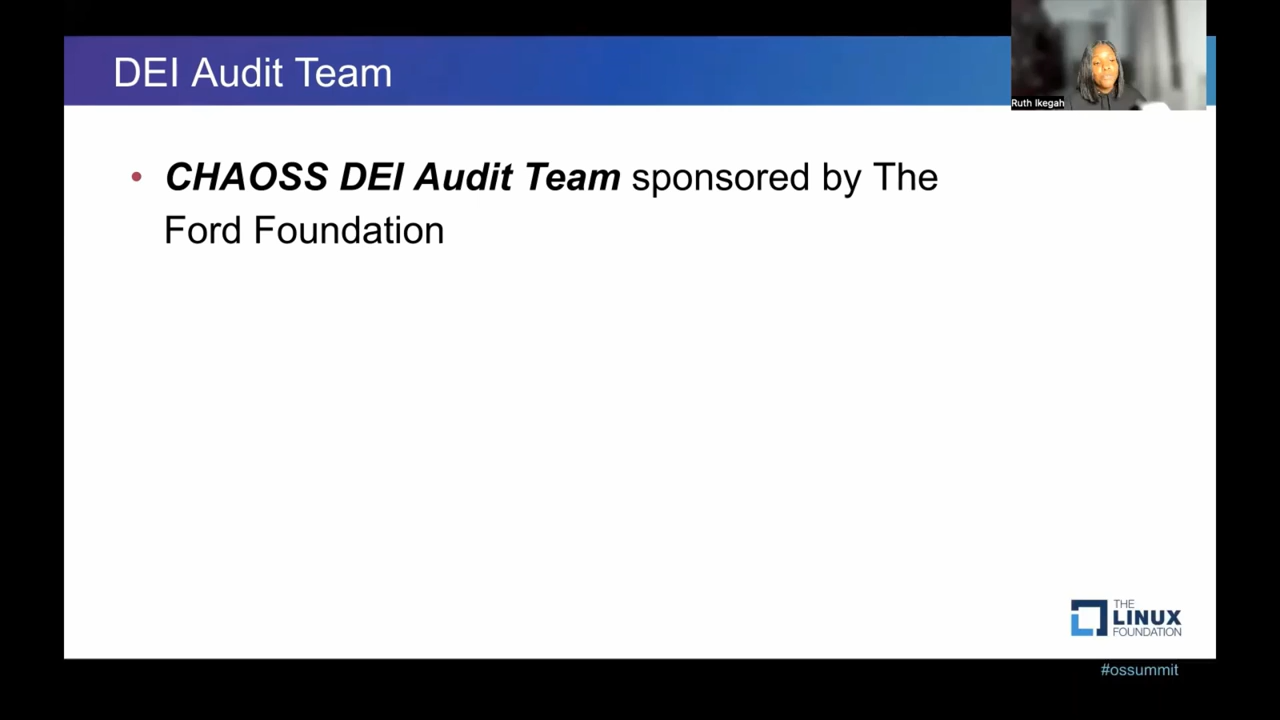 DEI Audit Team
Ruth Ikegah
• CHAOSS DEI Audit Team sponsored by The
Ford Foundation
THE
LINUX
FOUNDATION
#ossummit